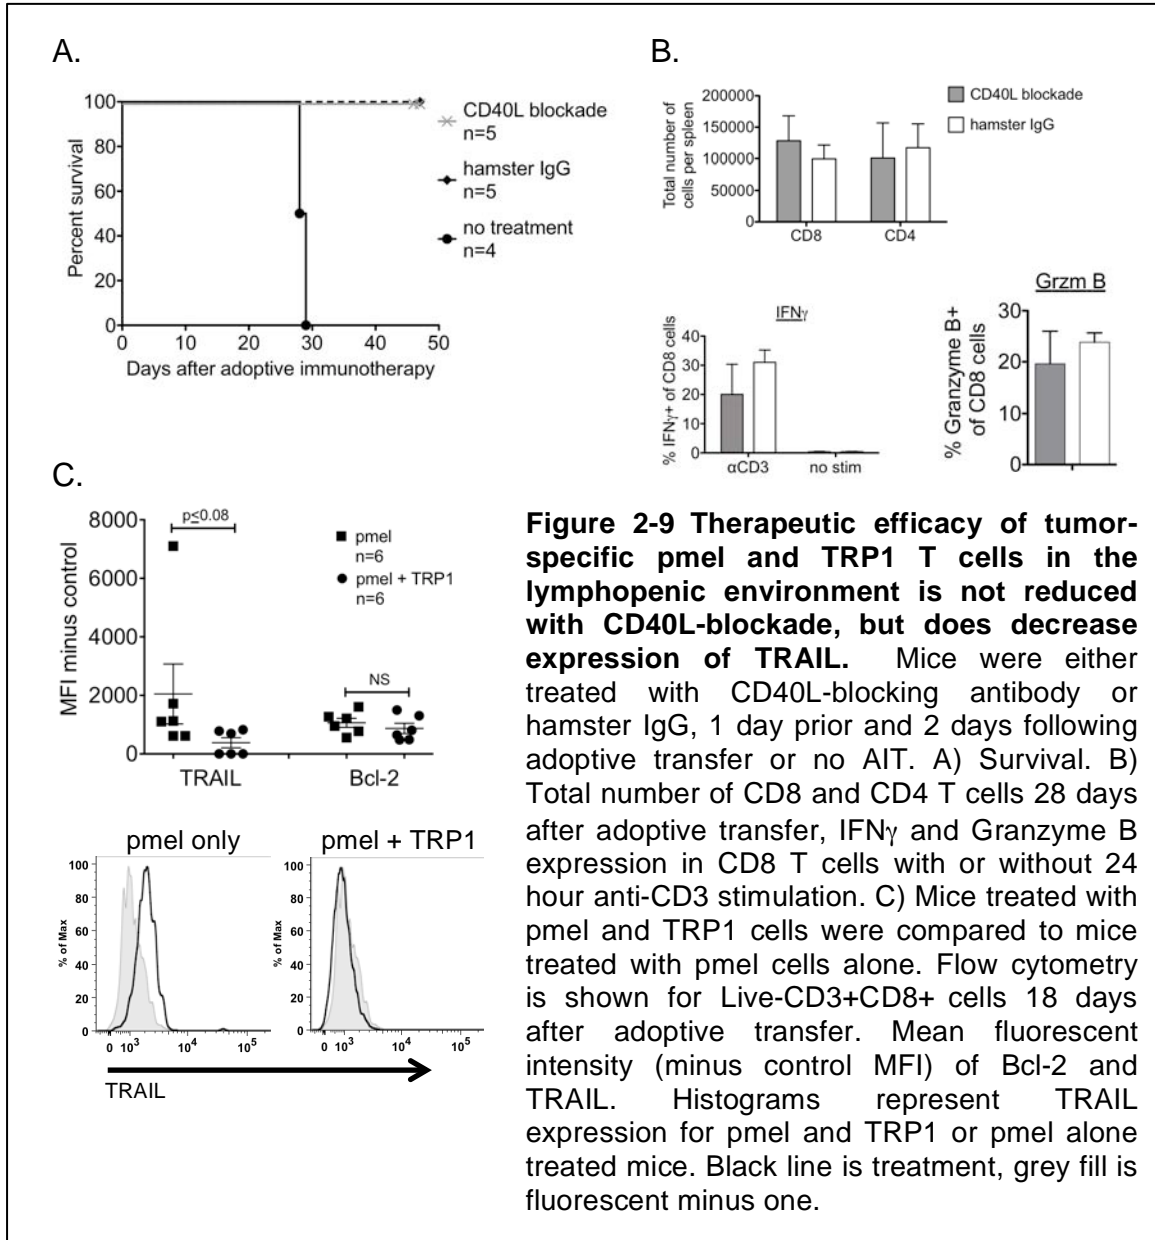 A.
100
80
60
40
20
0
Percent survival
0 10 20 30 40 50
Days after adoptive immunotherapy
CD40L blockade
n=5
hamster IgG
n=5
no treatment
n=4
B.
200000
150000
100000
50000
0
Total number of
cells per spleen
CD8 CD4
CD40L blockade
hamster IgG
IFNγ
40
30
20
10
0
% IFNγ+ of CD8 cells
αCD3 no stim
Grzm B
30
20
10
0
% Granzyme B+
of CD8 cells
C.
8000
6000
4000
2000
0
MFI minus control
p≤0.08
NS
pmel
n=6
pmel + TRP1
n=6
TRAIL Bcl-2
pmel only
100
80
60
40
20
0
% of Max
0 10³ 10⁴ 10⁵
pmel + TRP1
100
80
60
40
20
0
% of Max
0 10³ 10⁴ 10⁵
TRAIL
Figure 2-9 Therapeutic efficacy of tumor-
specific pmel and TRP1 T cells in the
lymphopenic environment is not reduced
with CD40L-blockade, but does decrease
expression of TRAIL. Mice were either
treated with CD40L-blocking antibody or
hamster IgG, 1 day prior and 2 days following
adoptive transfer or no AIT. A) Survival. B)
Total number of CD8 and CD4 T cells 28 days
after adoptive transfer, IFNγ and Granzyme B
expression in CD8 T cells with or without 24
hour anti-CD3 stimulation. C) Mice treated with
pmel and TRP1 cells were compared to mice
treated with pmel cells alone. Flow cytometry
is shown for Live-CD3+CD8+ cells 18 days
after adoptive transfer. Mean fluorescent
intensity (minus control MFI) of Bcl-2 and
TRAIL. Histograms represent TRAIL
expression for pmel and TRP1 or pmel alone
treated mice. Black line is treatment, grey fill is
fluorescent minus one.